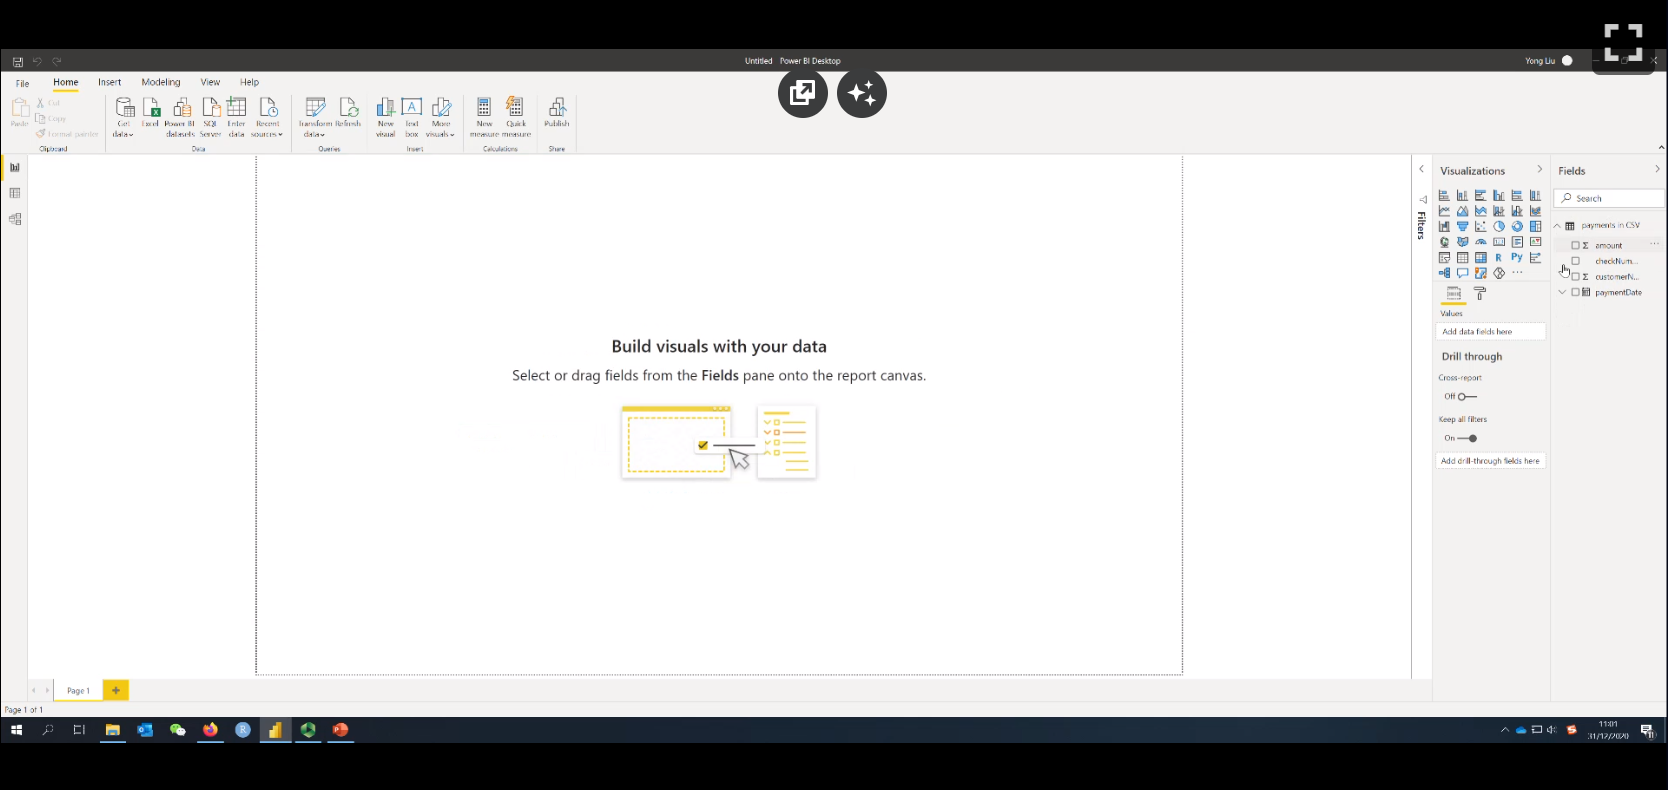 Untitled Power BI Desktop
Yong Liu
File Home Insert Modeling View Help
Paste
Cut
Copy
Format painter
Clipboard
Get data
Excel
Power BI datasets
SQL Server
Enter data
Recent sources
Data
Transform data
Refresh
Queries
New visual
Text box
More visuals
Insert
New measure
Quick measure
Calculations
Publish
Share
Build visuals with your data
Select or drag fields from the Fields pane onto the report canvas.
Filters
Visualizations
R Py
Values
Add data fields here
Drill through
Cross-report
Off
Keep all filters
On
Add drill-through fields here
Fields
Search
payments in CSV
amount
checkNum...
customerN...
paymentDate
Page 1
Page 1 of 1
11:01
31/12/2020